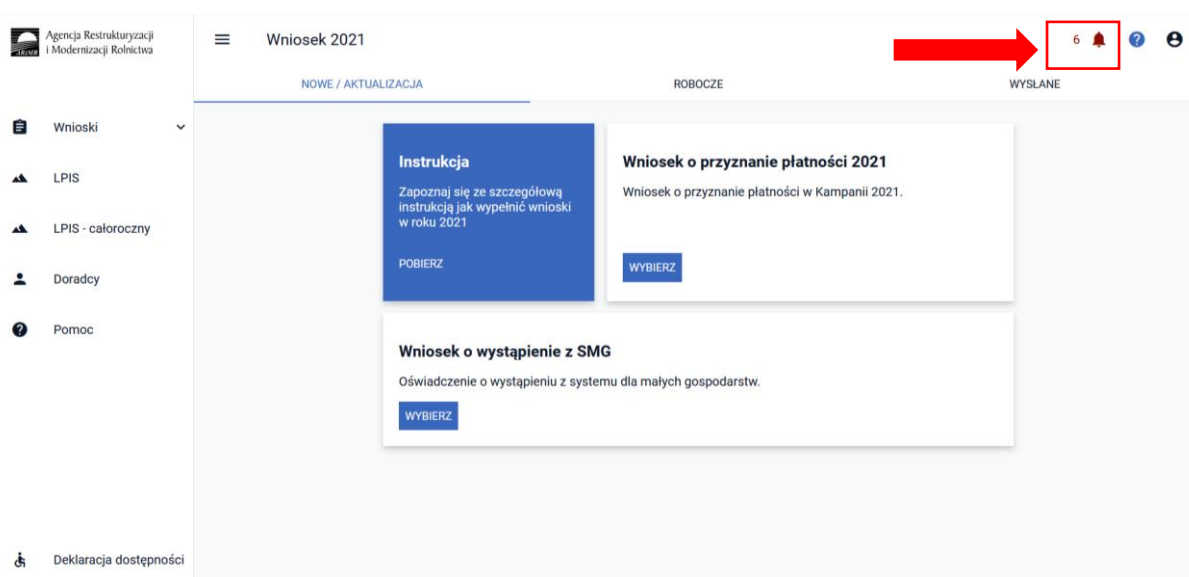 Agencja Restrukturyzacji
i Modernizacji Rolnictwa
ARiMR
Wniosek 2021
6
NOWE / AKTUALIZACJA
ROBOCZE
WYSŁANE
Wnioski
LPIS
LPIS - całoroczny
Doradcy
Pomoc
Deklaracja dostępności
Instrukcja
Zapoznaj się ze szczegółową
instrukcją jak wypełnić wnioski
w roku 2021
POBIERZ
Wniosek o przyznanie płatności 2021
Wniosek o przyznanie płatności w Kampanii 2021.
WYBIERZ
Wniosek o wystąpienie z SMG
Oświadczenie o wystąpieniu z systemu dla małych gospodarstw.
WYBIERZ